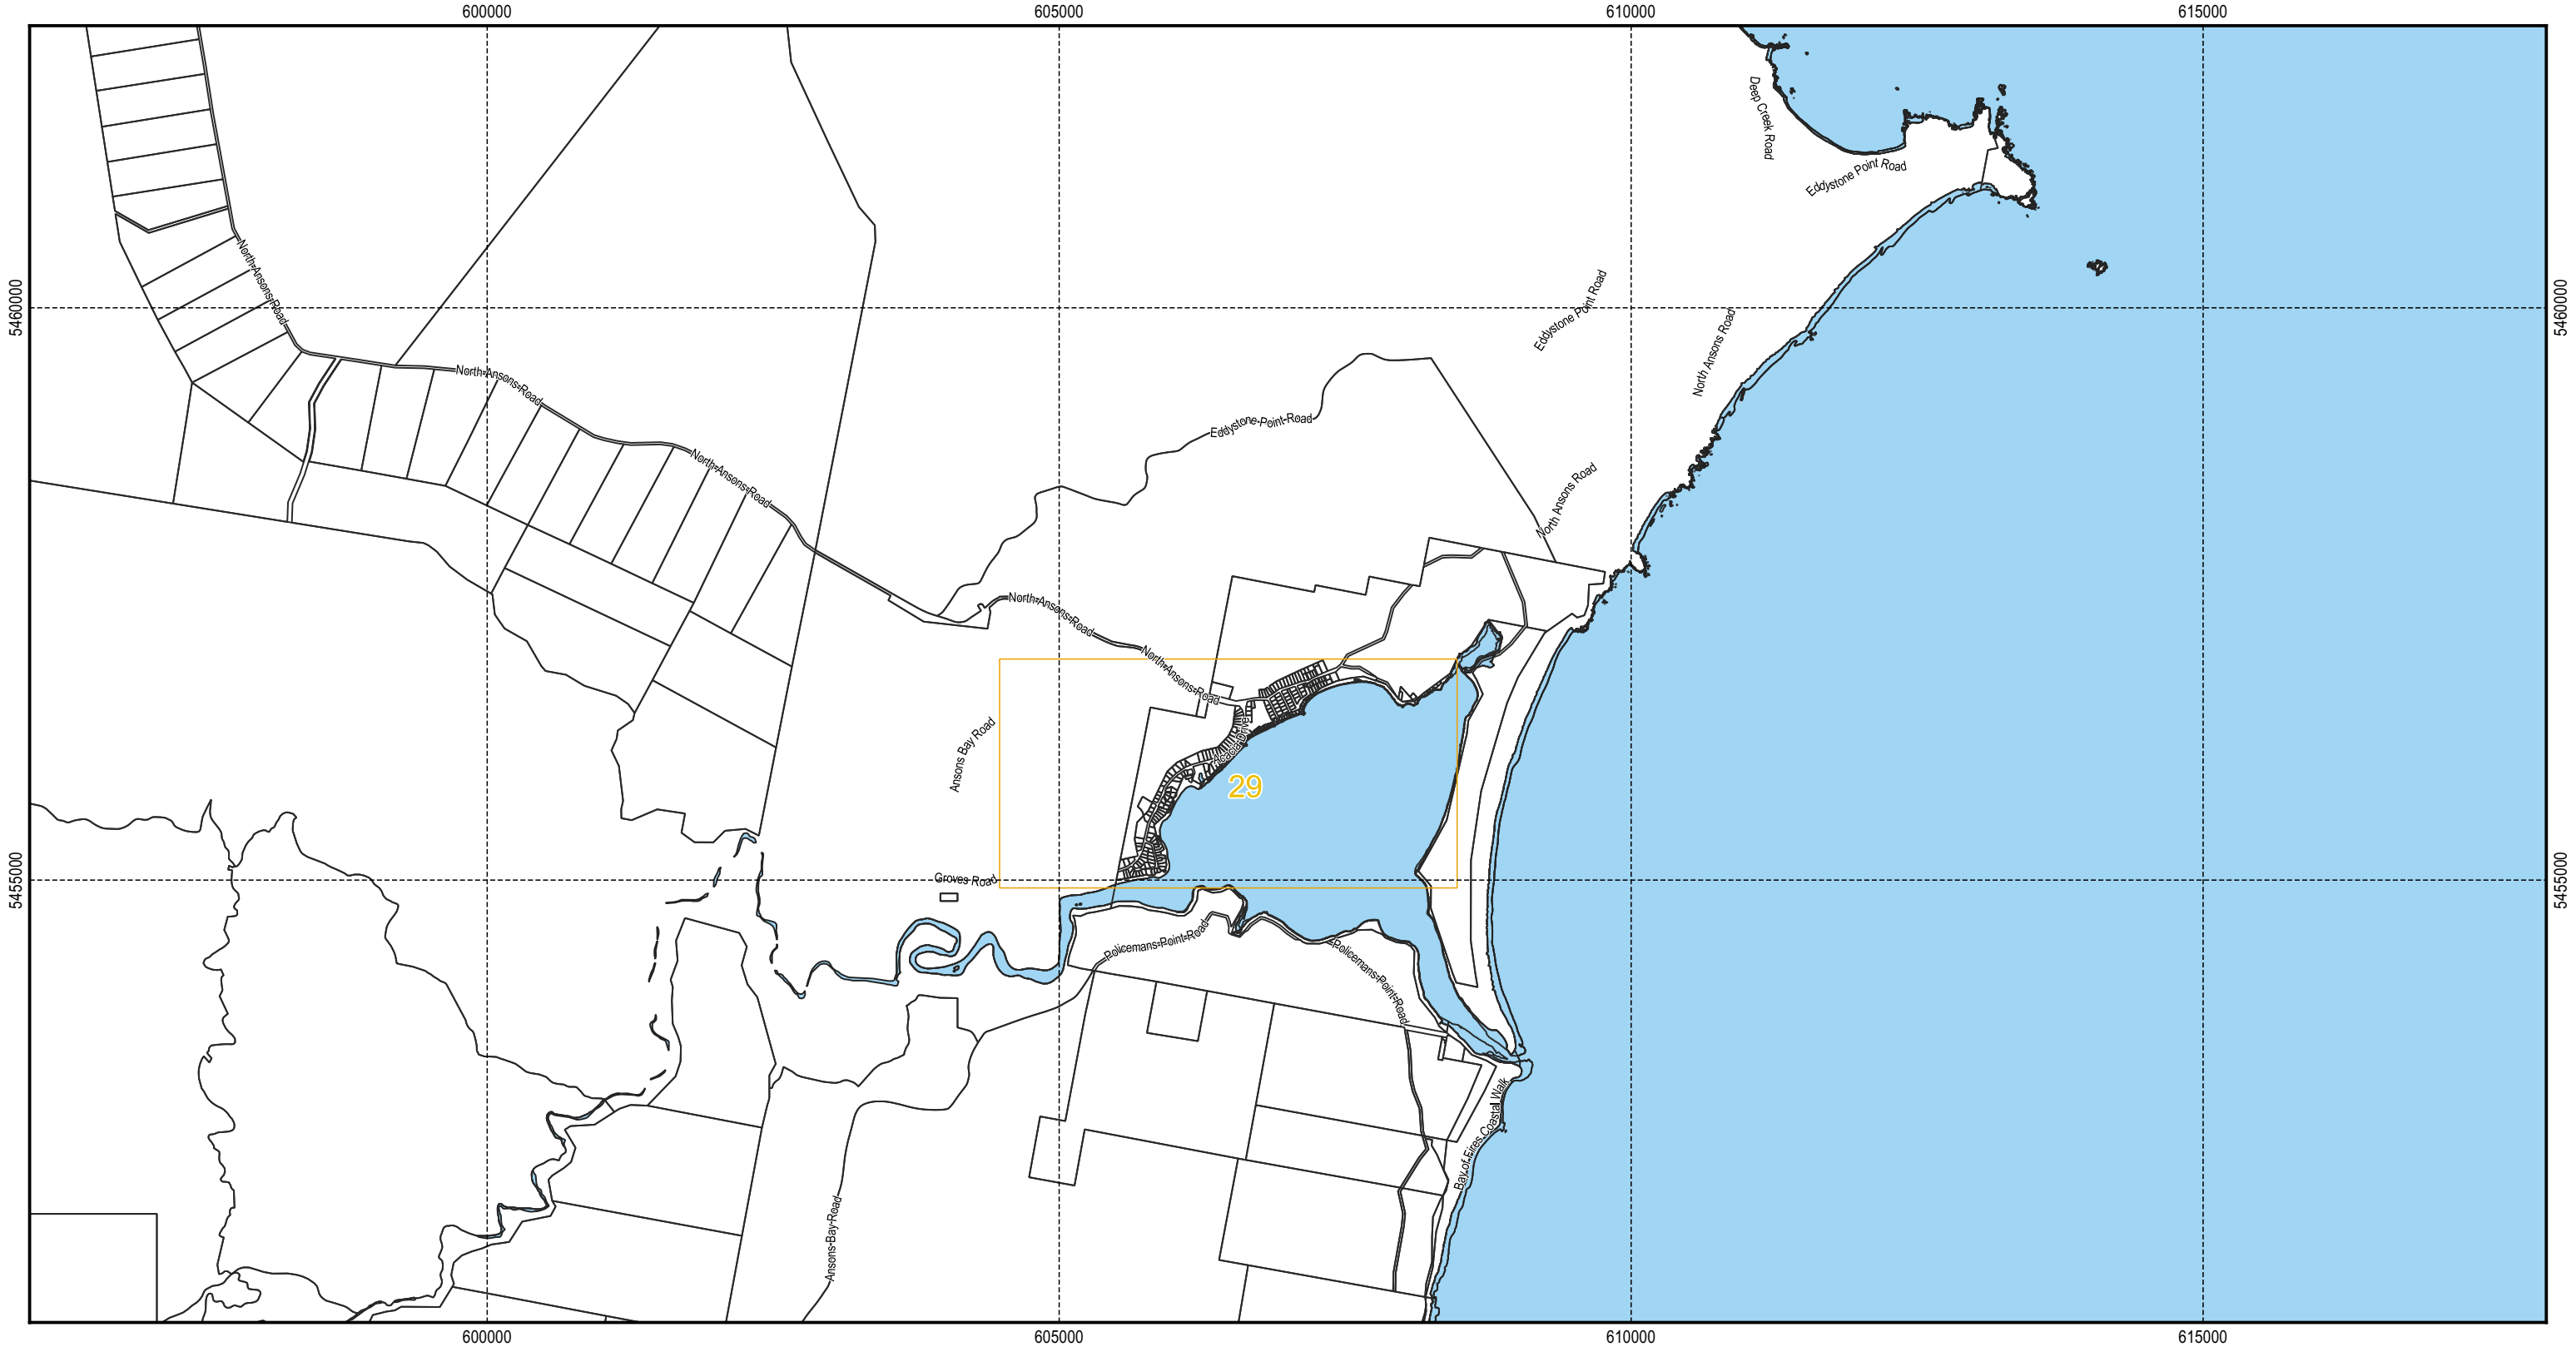 600000
605000
610000
615000
Deep Creek Road
Eddystone Point Road
North Ansons Road
5460000
5460000
Eddystone Point Road
North Ansons Road
North Ansons Road
Eddystone Point Road
North Ansons Road
North Ansons Road
North Ansons Road
North Ansons Road
Ansons Bay Road
Acacia Drive
29
5455000
Groves Road
5455000
Policemans Point Road
Policemans Point Road
Bay of Fires Coastal Walk
Ansons Bay Road
600000
605000
610000
615000